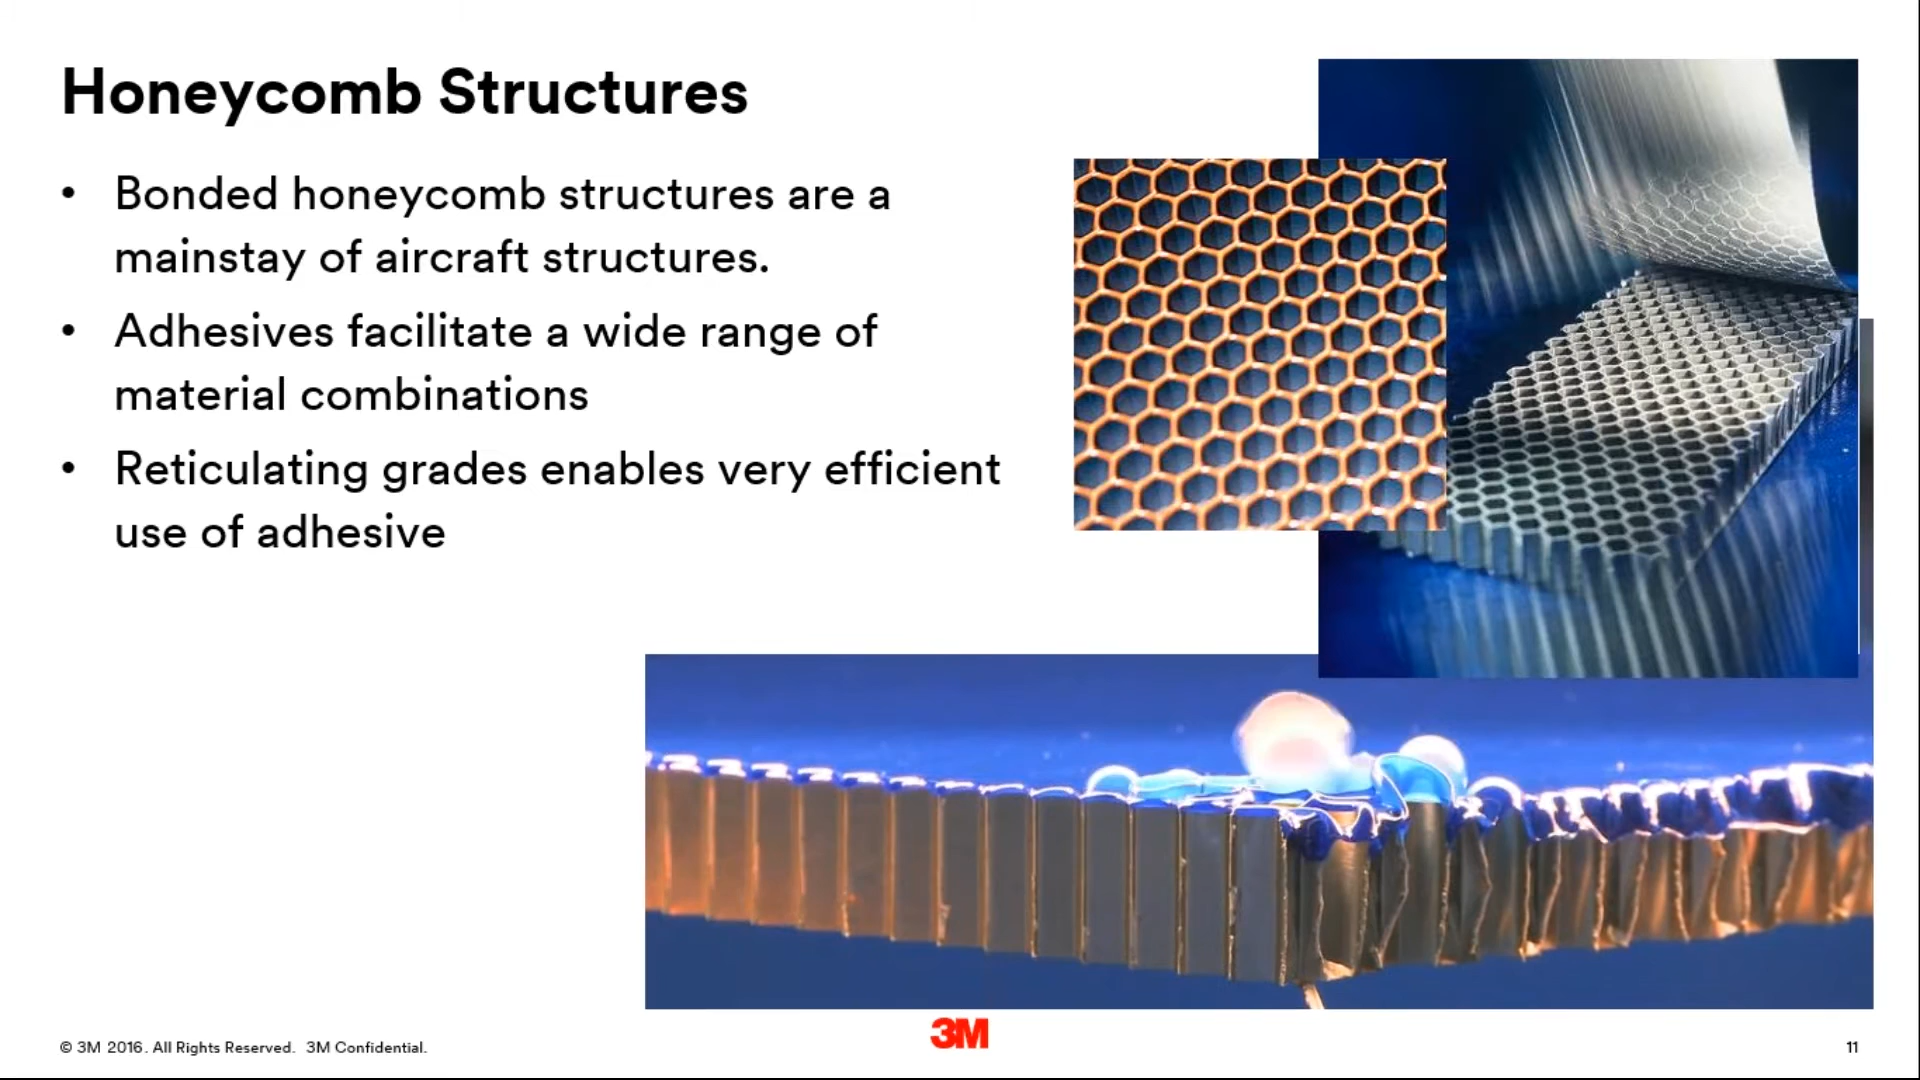 Honeycomb Structures
• Bonded honeycomb structures are a
mainstay of aircraft structures.
• Adhesives facilitate a wide range of
material combinations
• Reticulating grades enables very efficient
use of adhesive
© 3M 2016. All Rights Reserved. 3M Confidential.
3M
11